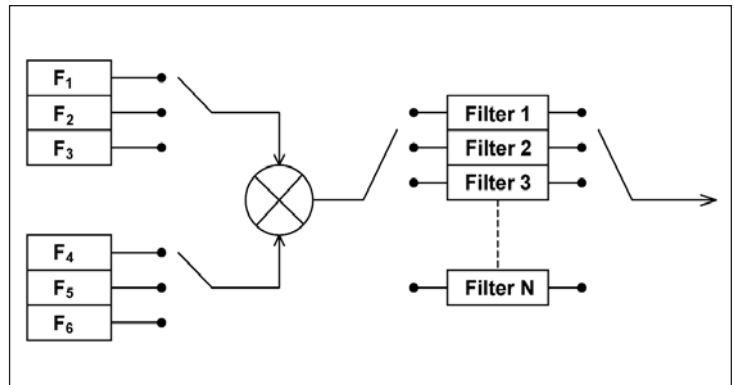 F₁
F₂
F₃
F₄
F₅
F₆
Filter 1
Filter 2
Filter 3
Filter N